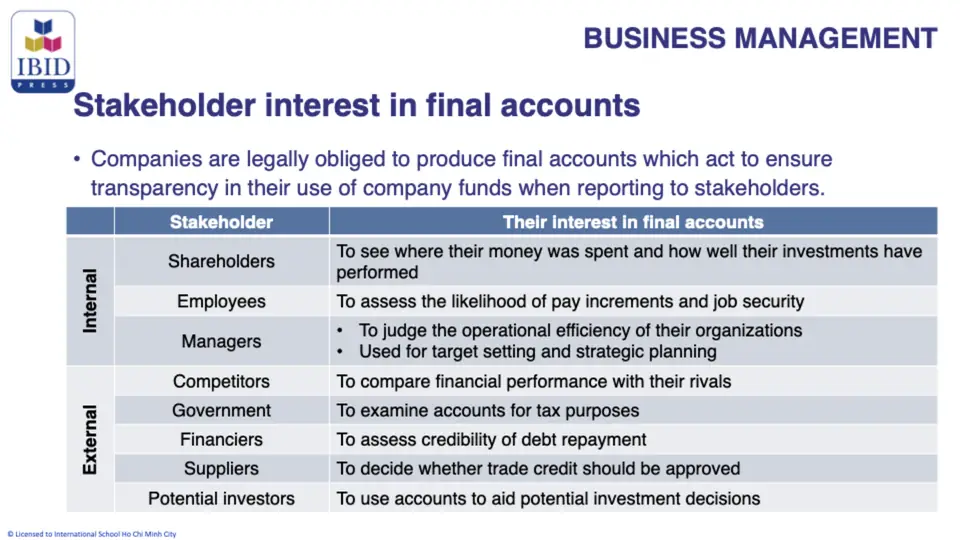 IBID
PRESS
BUSINESS MANAGEMENT
Stakeholder interest in final accounts
• Companies are legally obliged to produce final accounts which act to ensure
transparency in their use of company funds when reporting to stakeholders.
Stakeholder
Their interest in final accounts
Internal
Shareholders
To see where their money was spent and how well their investments have
performed
Employees
To assess the likelihood of pay increments and job security
Managers
• To judge the operational efficiency of their organizations
• Used for target setting and strategic planning
External
Competitors
To compare financial performance with their rivals
Government
To examine accounts for tax purposes
Financiers
To assess credibility of debt repayment
Suppliers
To decide whether trade credit should be approved
Potential investors
To use accounts to aid potential investment decisions
© Licensed to International School Ho Chi Minh City